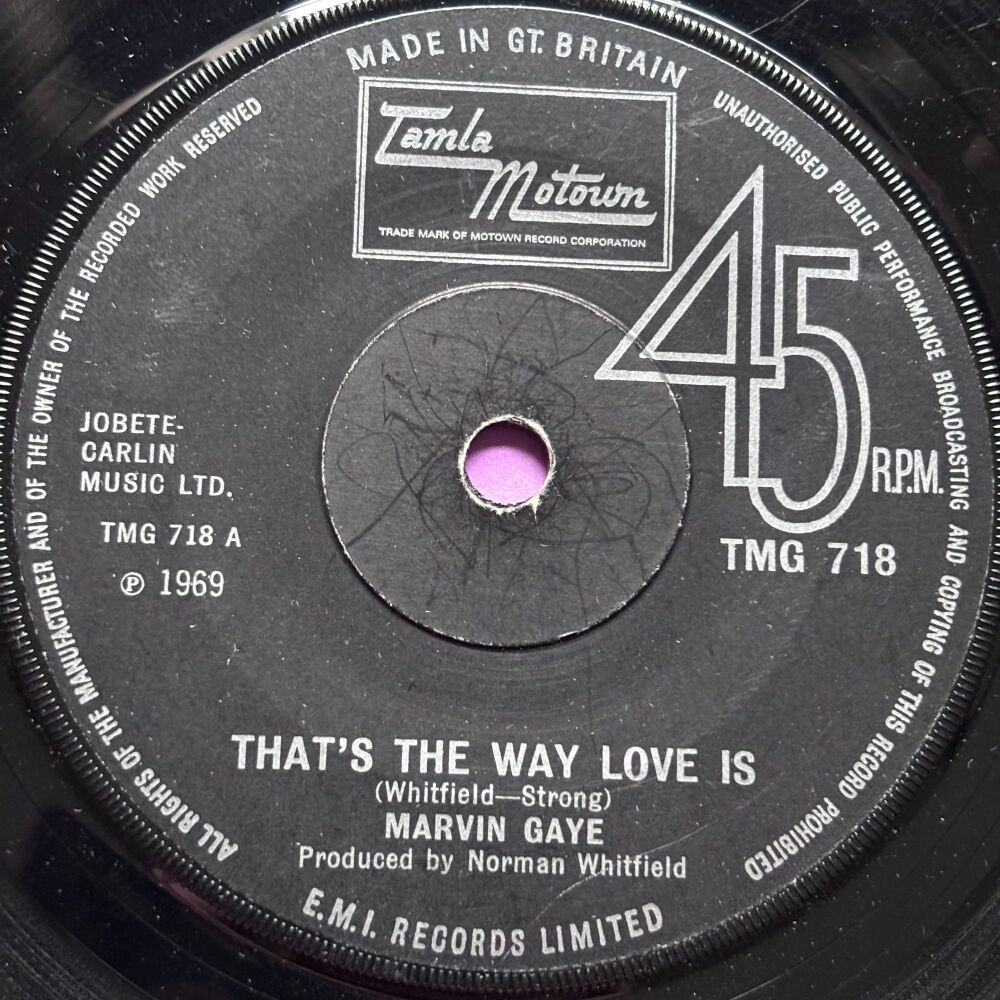 MADE IN GT. BRITAIN
Tamla
Motown
TRADE MARK OF MOTOWN RECORD CORPORATION
UNAUTHORISED PUBLIC PERFORMANCE BROADCASTING AND COPYING OF THIS RECORD PROHIBITED
ALL RIGHTS OF THE MANUFACTURER AND OF THE OWNER OF THE RECORDED WORK RESERVED
45
R.P.M.
TMG 718
JOBETE-
CARLIN
MUSIC LTD.
TMG 718 A
℗ 1969
THAT'S THE WAY LOVE IS
(Whitfield—Strong)
MARVIN GAYE
Produced by Norman Whitfield
E.M.I. RECORDS LIMITED